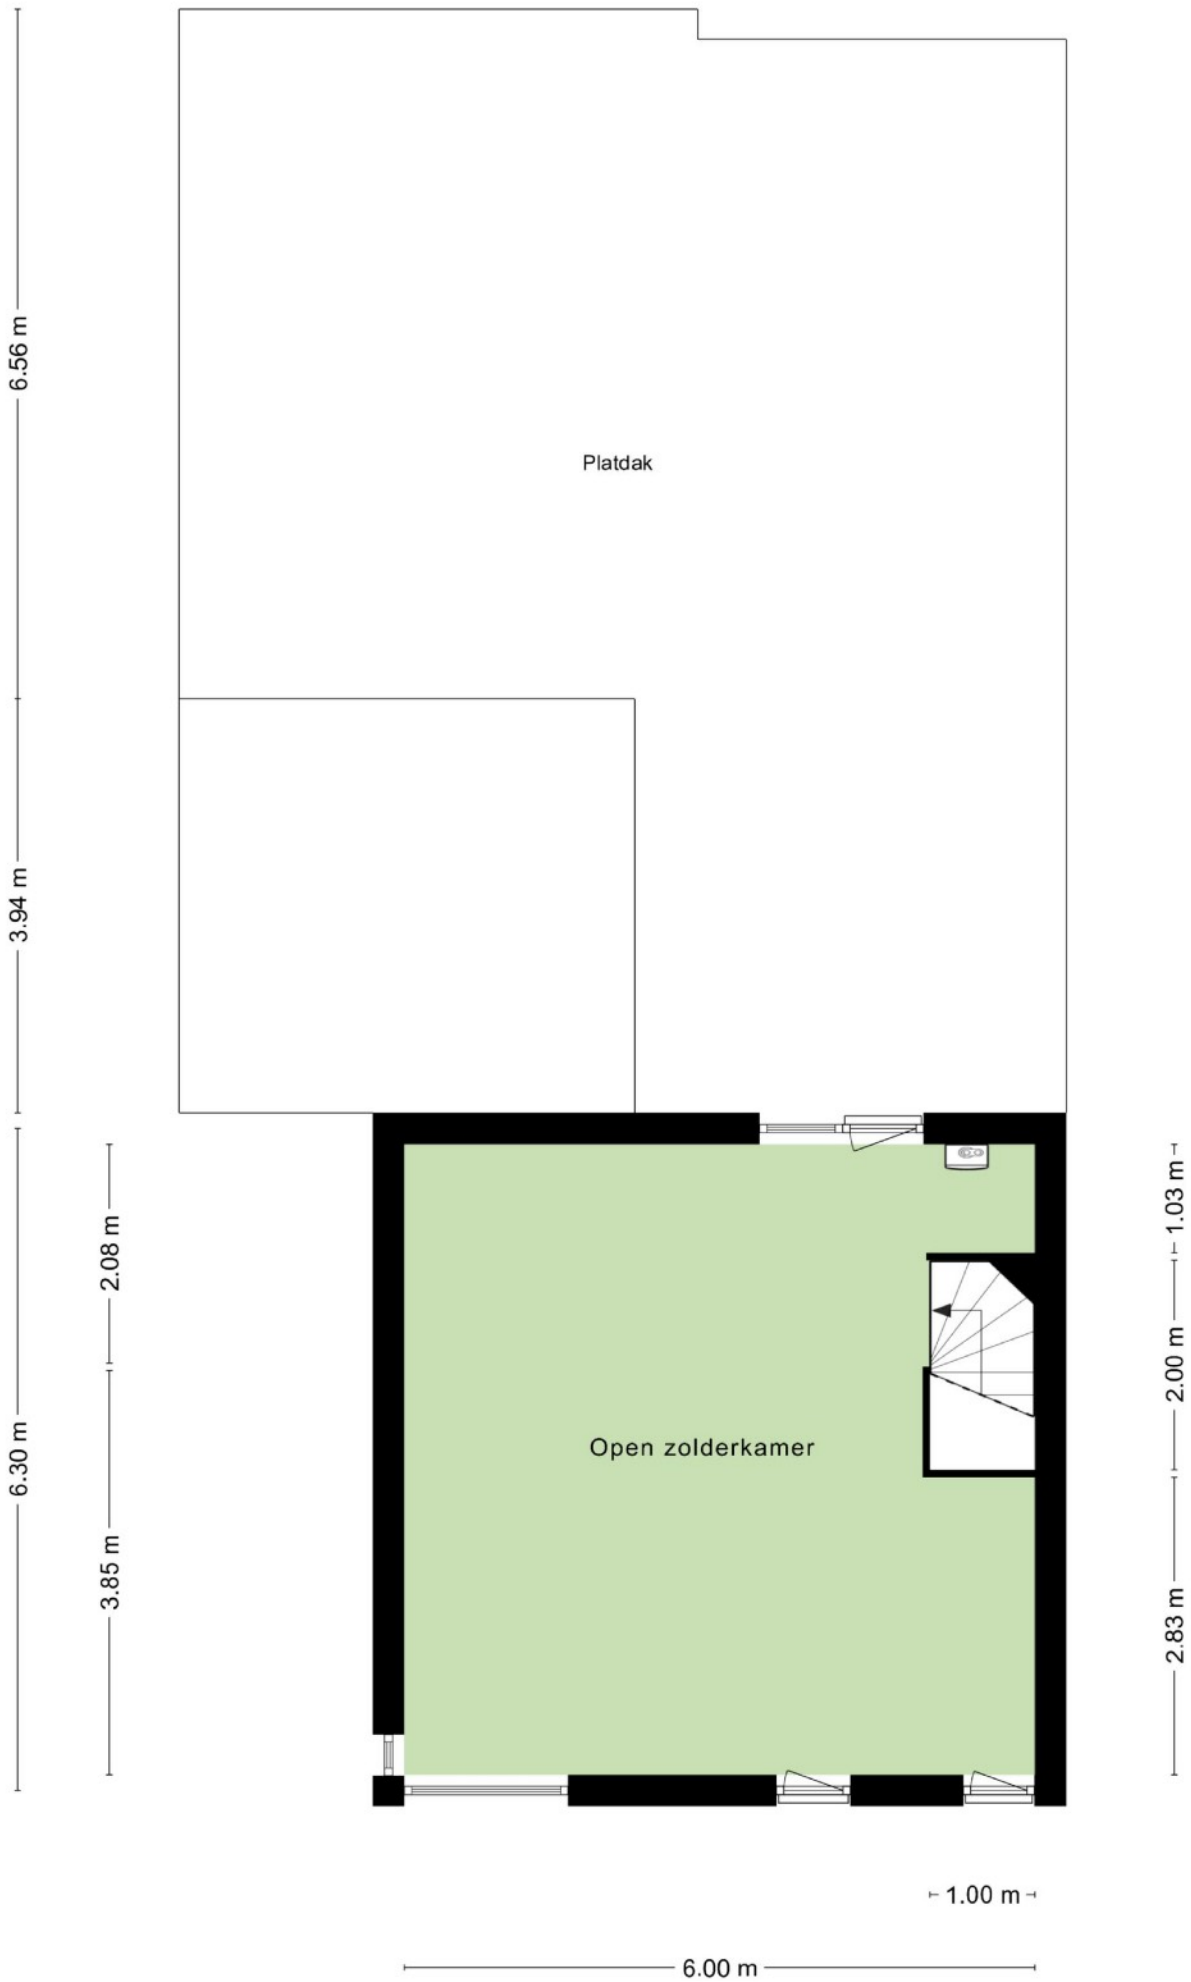 6.56 m
Platdak
3.94 m
6.30 m
2.08 m
3.85 m
Open zolderkamer
1.03 m
2.00 m
2.83 m
1.00 m
6.00 m